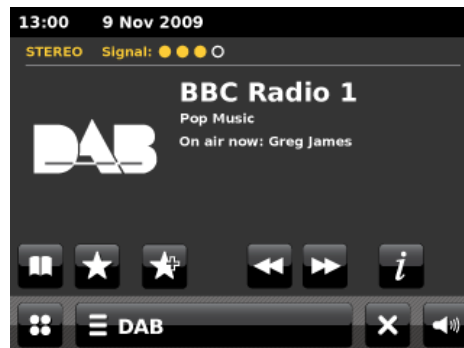 13:00 9 Nov 2009
STEREO Signal:
BBC Radio 1
Pop Music
On air now: Greg James
DAB
i
DAB